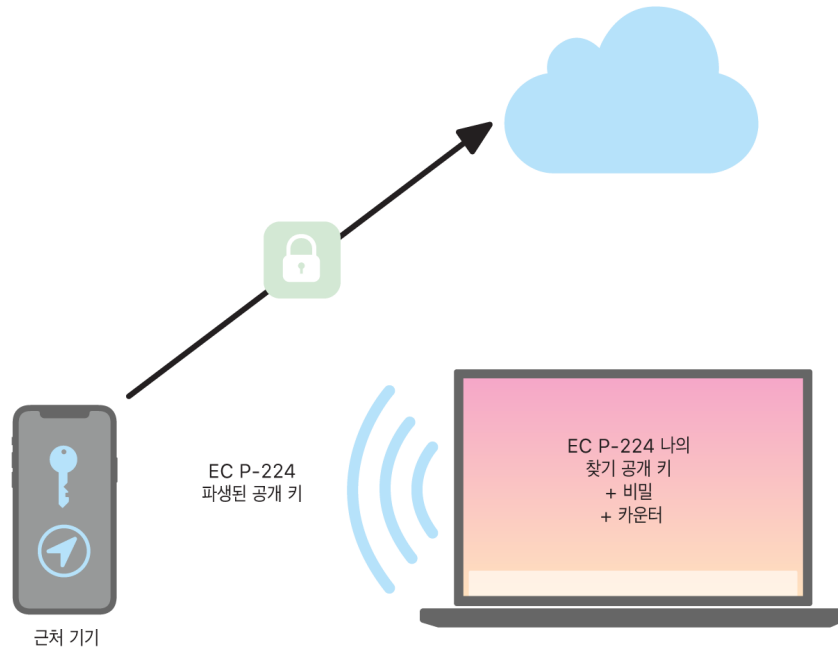 EC P-224
파생된 공개 키
EC P-224 나의
찾기 공개 키
+ 비밀
+ 카운터
근처 기기